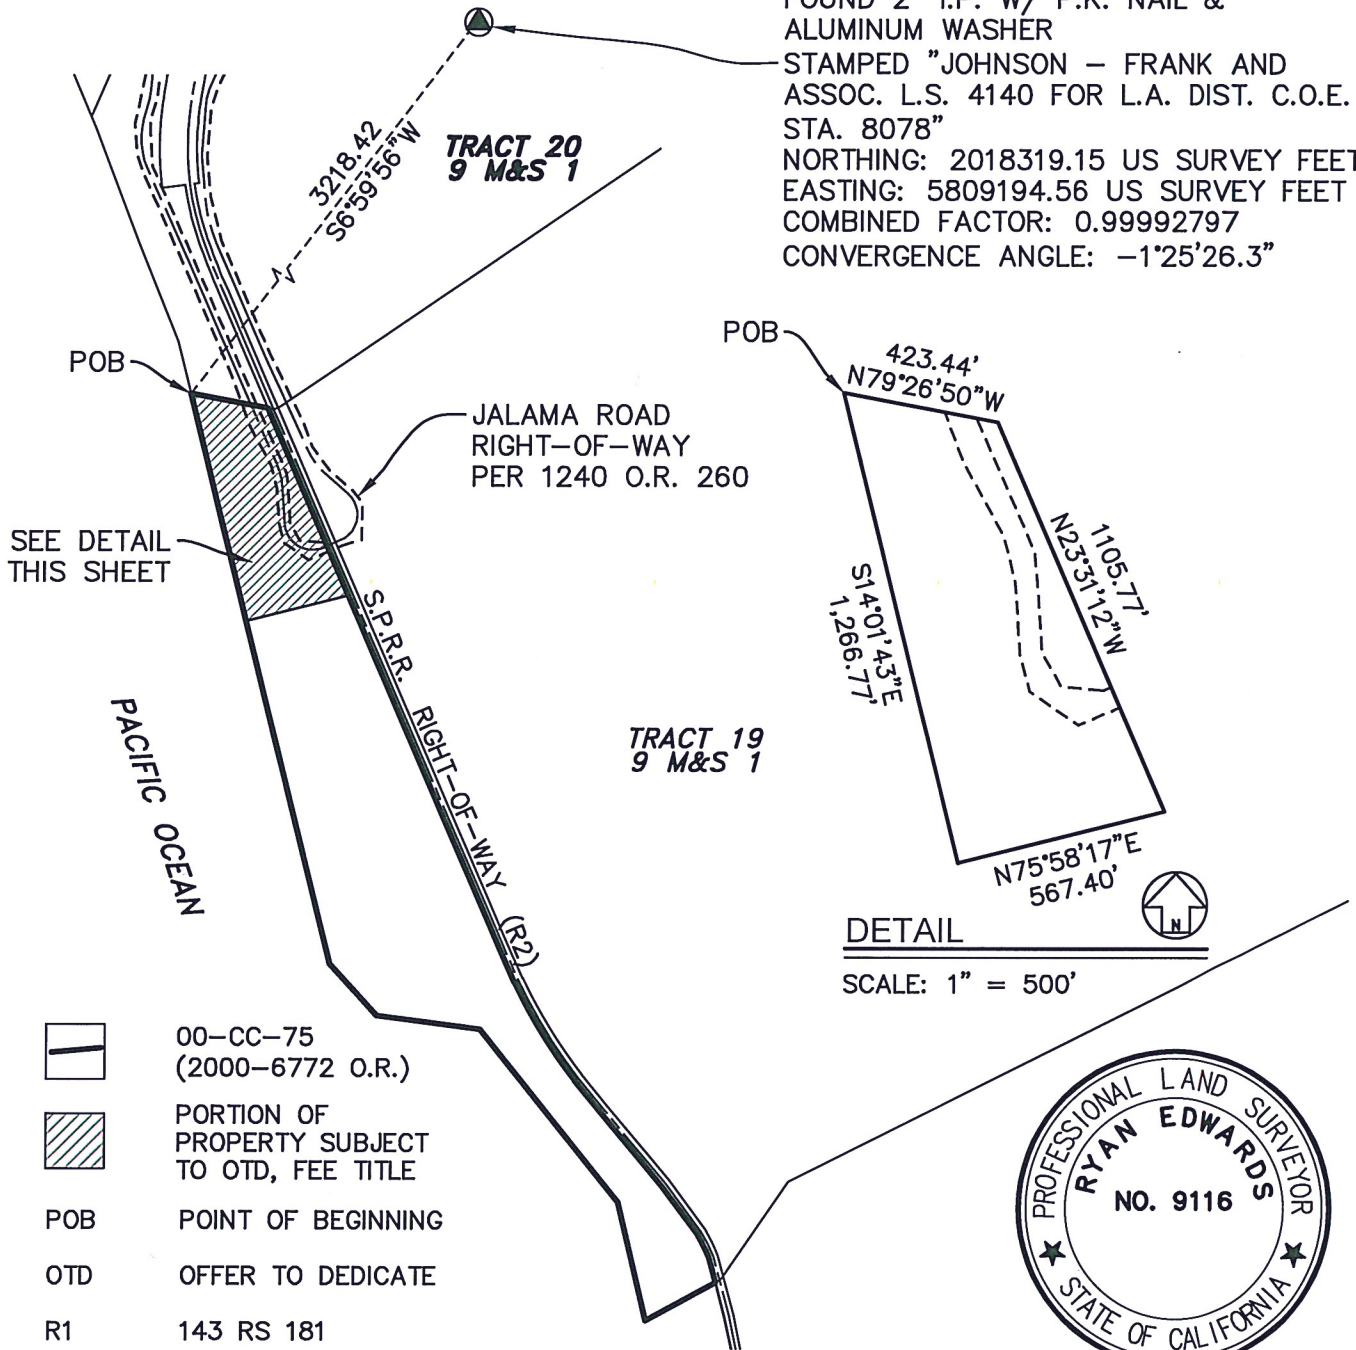 FOUND 2" I.P. W/ P.K. NAIL &
ALUMINUM WASHER
STAMPED "JOHNSON – FRANK AND
ASSOC. L.S. 4140 FOR L.A. DIST. C.O.E.
STA. 8078"
NORTHING: 2018319.15 US SURVEY FEET
EASTING: 5809194.56 US SURVEY FEET
COMBINED FACTOR: 0.99992797
CONVERGENCE ANGLE: –1°25'26.3"
3218.42
S6°59'56"W
TRACT 20
9 M&S 1
POB
JALAMA ROAD
RIGHT–OF–WAY
PER 1240 O.R. 260
SEE DETAIL
THIS SHEET
S.P.R.R. RIGHT–OF–WAY (R2)
PACIFIC OCEAN
TRACT 19
9 M&S 1
POB
423.44'
N79°26'50"W
1105.77'
N23°31'12"W
S14°01'43"E
1,266.77'
N75°58'17"E
567.40'
N
DETAIL
SCALE: 1" = 500'
00–CC–75
(2000–6772 O.R.)
PORTION OF
PROPERTY SUBJECT
TO OTD, FEE TITLE
POB POINT OF BEGINNING
OTD OFFER TO DEDICATE
R1 143 RS 181
PROFESSIONAL LAND SURVEYOR
RYAN EDWARDS
NO. 9116
STATE OF CALIFORNIA